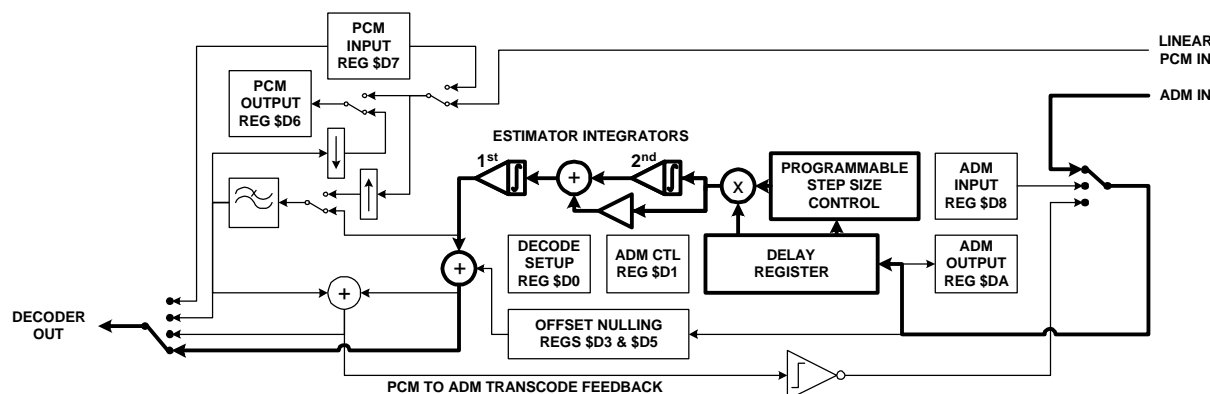 PCM
INPUT
REG $D7
LINEAR
PCM IN
PCM
OUTPUT
REG $D6
ADM IN
ESTIMATOR INTEGRATORS
1st
2nd
+
X
PROGRAMMABLE
STEP SIZE
CONTROL
ADM
INPUT
REG $D8
+
DECODE
SETUP
REG $D0
ADM CTL
REG $D1
DELAY
REGISTER
ADM
OUTPUT
REG $DA
+
DECODER
OUT
OFFSET NULLING
REGS $D3 & $D5
PCM TO ADM TRANSCODE FEEDBACK